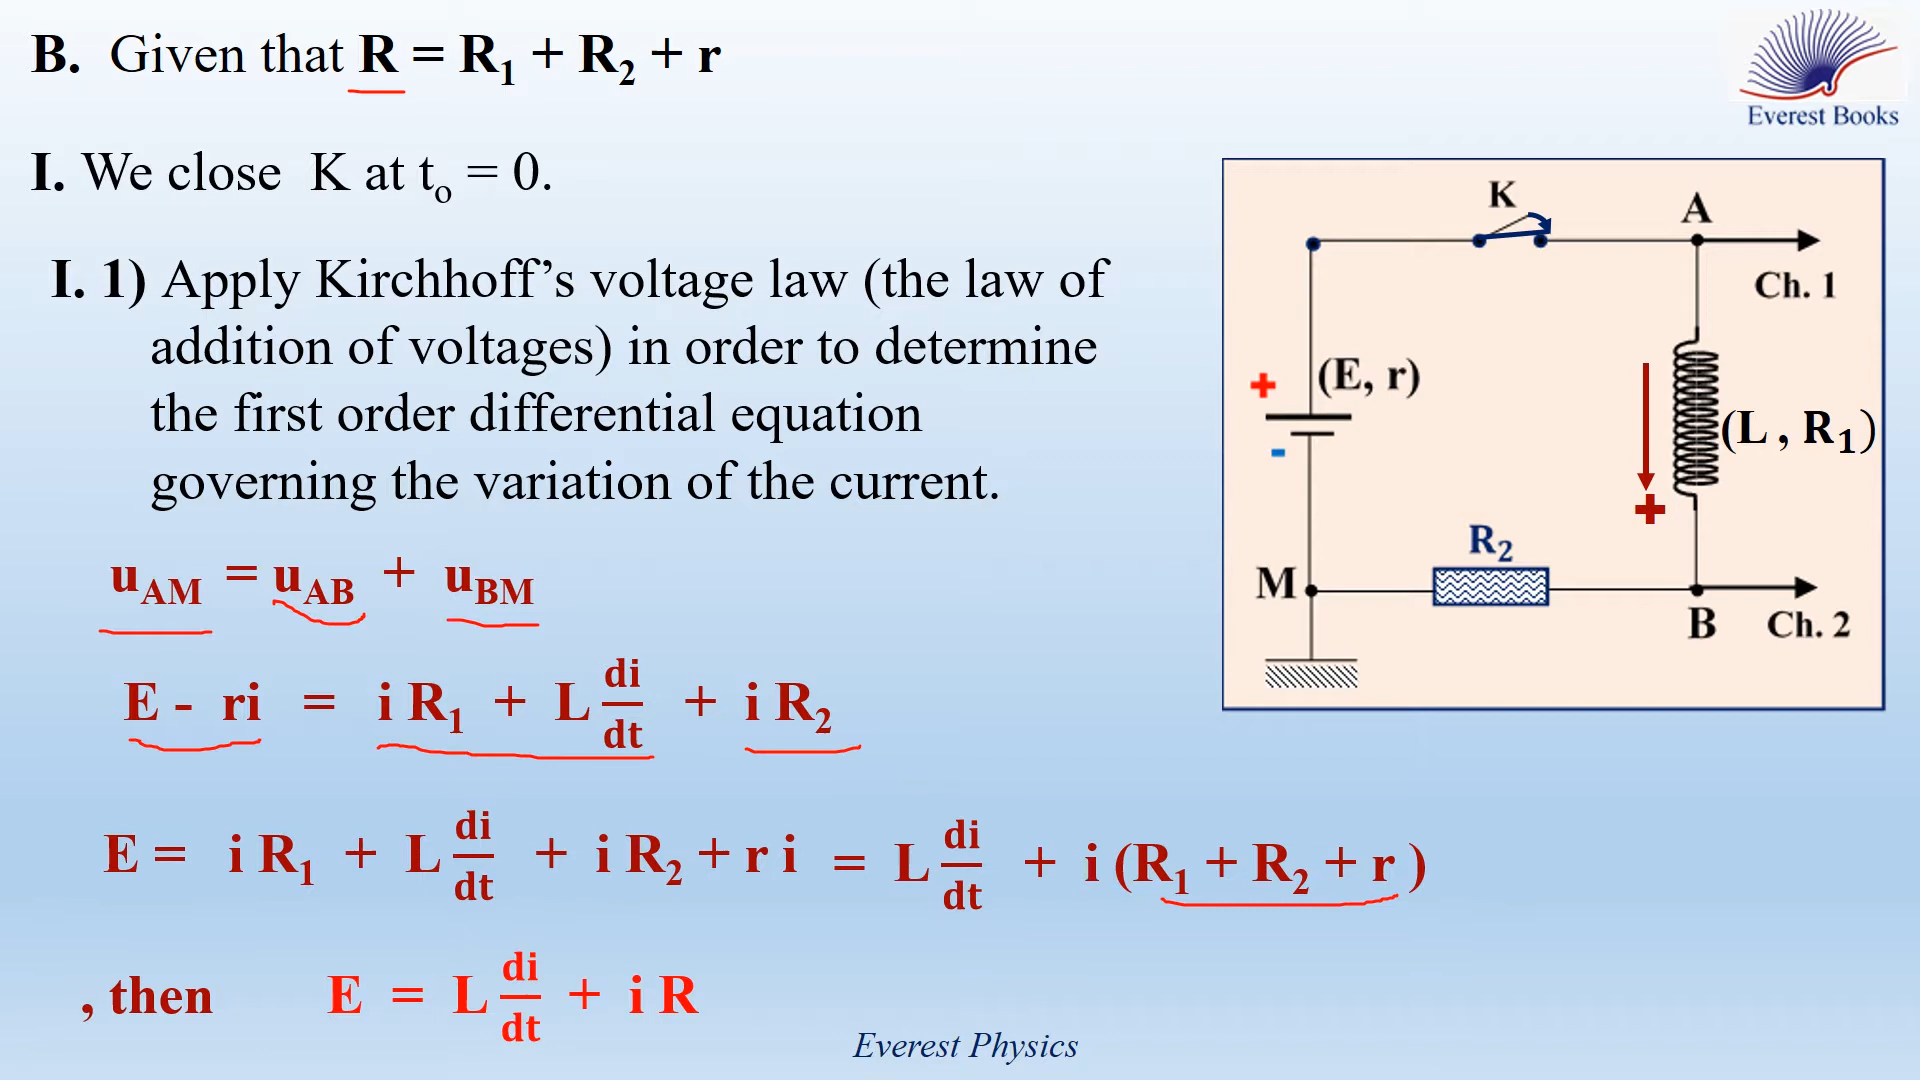 B. Given that R = R₁ + R₂ + r
Everest Books
I. We close K at tₒ = 0.
I. 1) Apply Kirchhoff’s voltage law (the law of
addition of voltages) in order to determine
the first order differential equation
governing the variation of the current.
u_AM = u_AB + u_BM
E - ri = i R₁ + L di/dt + i R₂
E = i R₁ + L di/dt + i R₂ + r i = L di/dt + i (R₁ + R₂ + r )
, then E = L di/dt + i R
K
A
Ch. 1
+
(E, r)
-
(L , R₁)
+
R₂
M
B
Ch. 2
Everest Physics